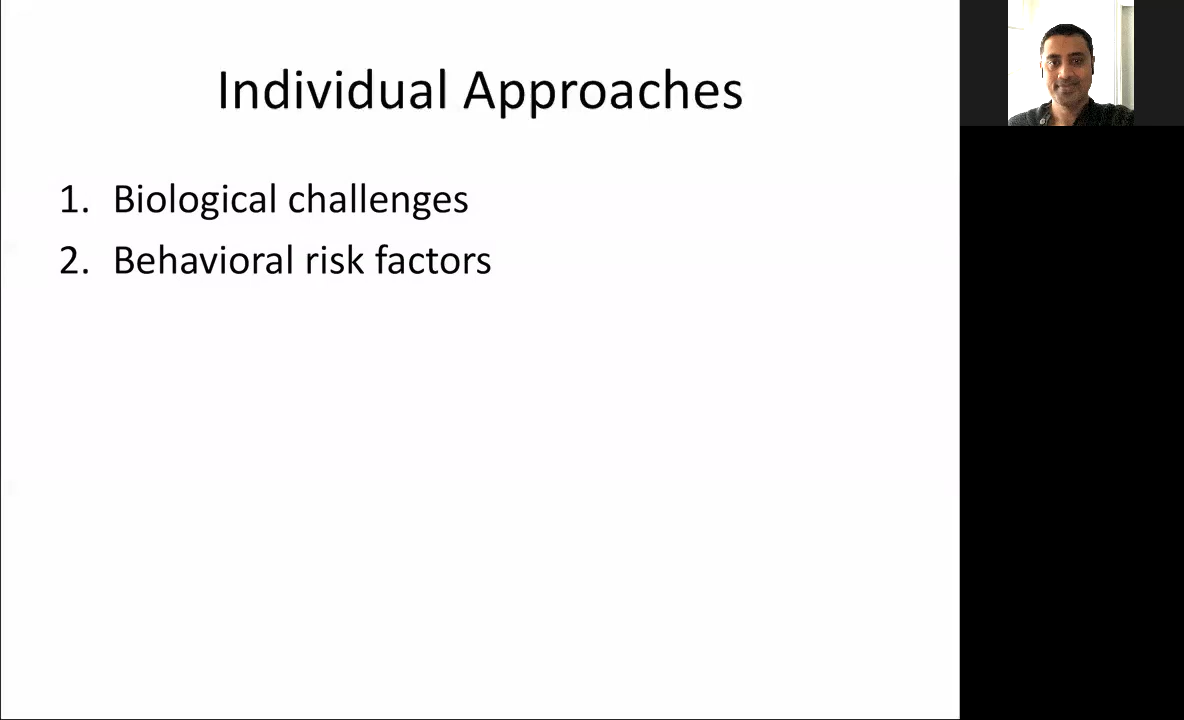 Individual Approaches
1. Biological challenges
2. Behavioral risk factors